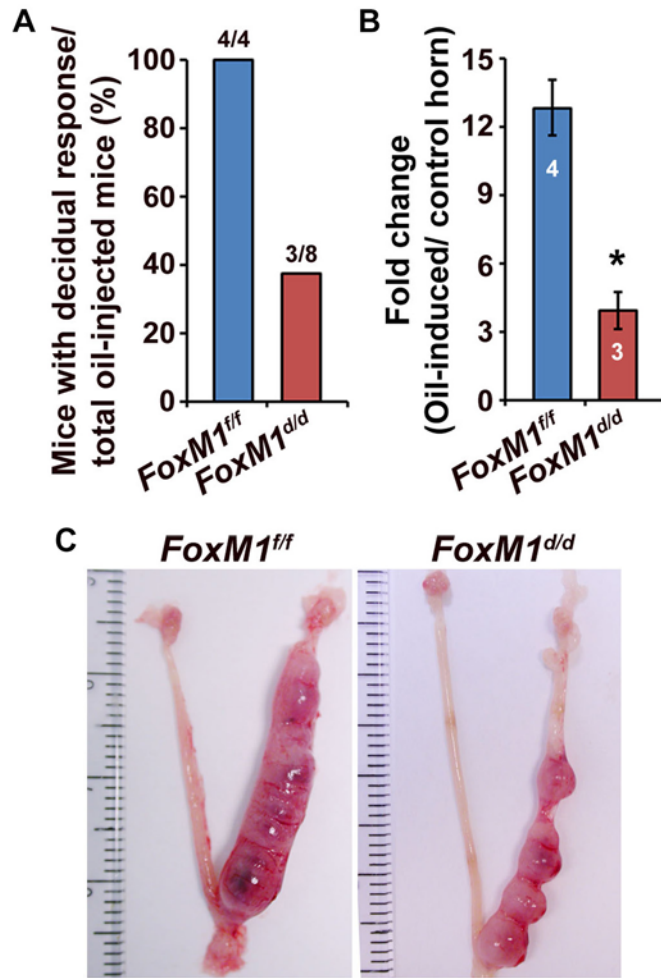 A
Mice with decidual response/
total oil-injected mice (%)
100
80
60
40
20
0
4/4
3/8
FoxM1f/f
FoxM1d/d
B
Fold change
(Oil-induced/ control horn)
15
12
9
6
3
0
4
*
3
FoxM1f/f
FoxM1d/d
C
FoxM1f/f
FoxM1d/d